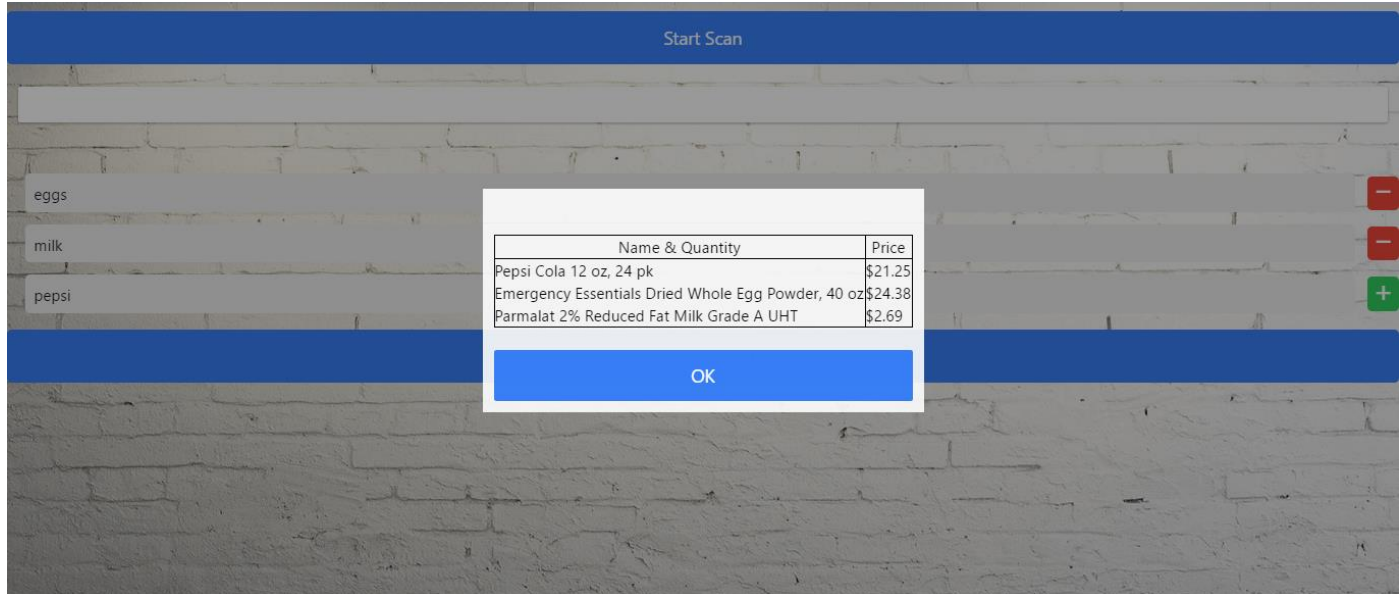 Start Scan
eggs
milk
pepsi
Name & Quantity Price
Pepsi Cola 12 oz, 24 pk $21.25
Emergency Essentials Dried Whole Egg Powder, 40 oz $24.38
Parmalat 2% Reduced Fat Milk Grade A UHT $2.69
OK